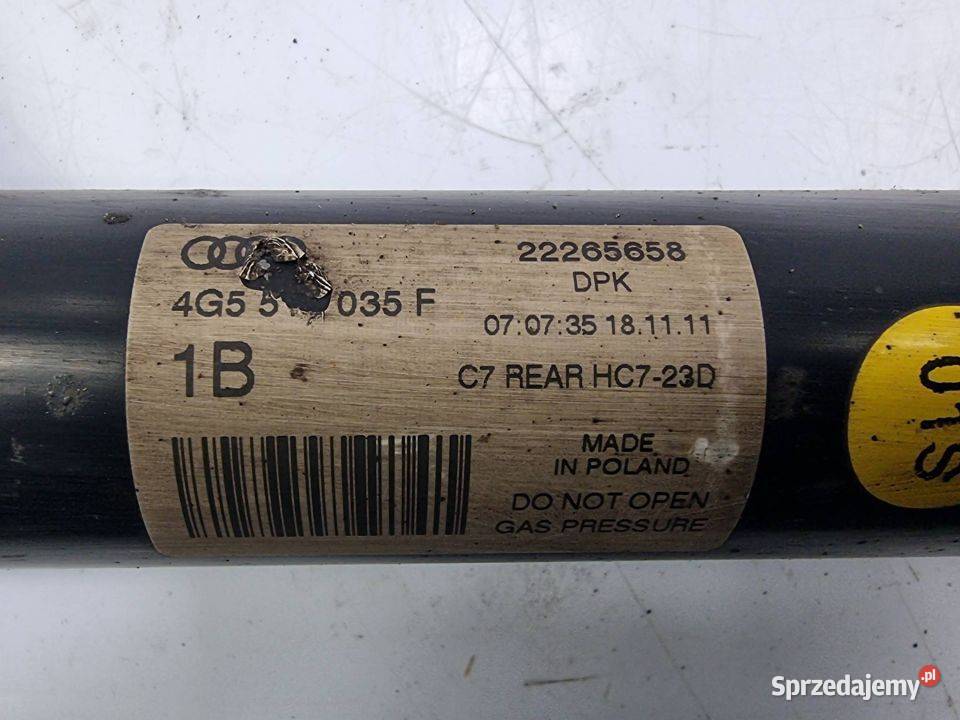 4G5 5 035 F
1B
22265658
DPK
07:07:35 18.11.11
C7 REAR HC7-23D
MADE
IN POLAND
DO NOT OPEN
GAS PRESSURE
Sprzedajemy.pl